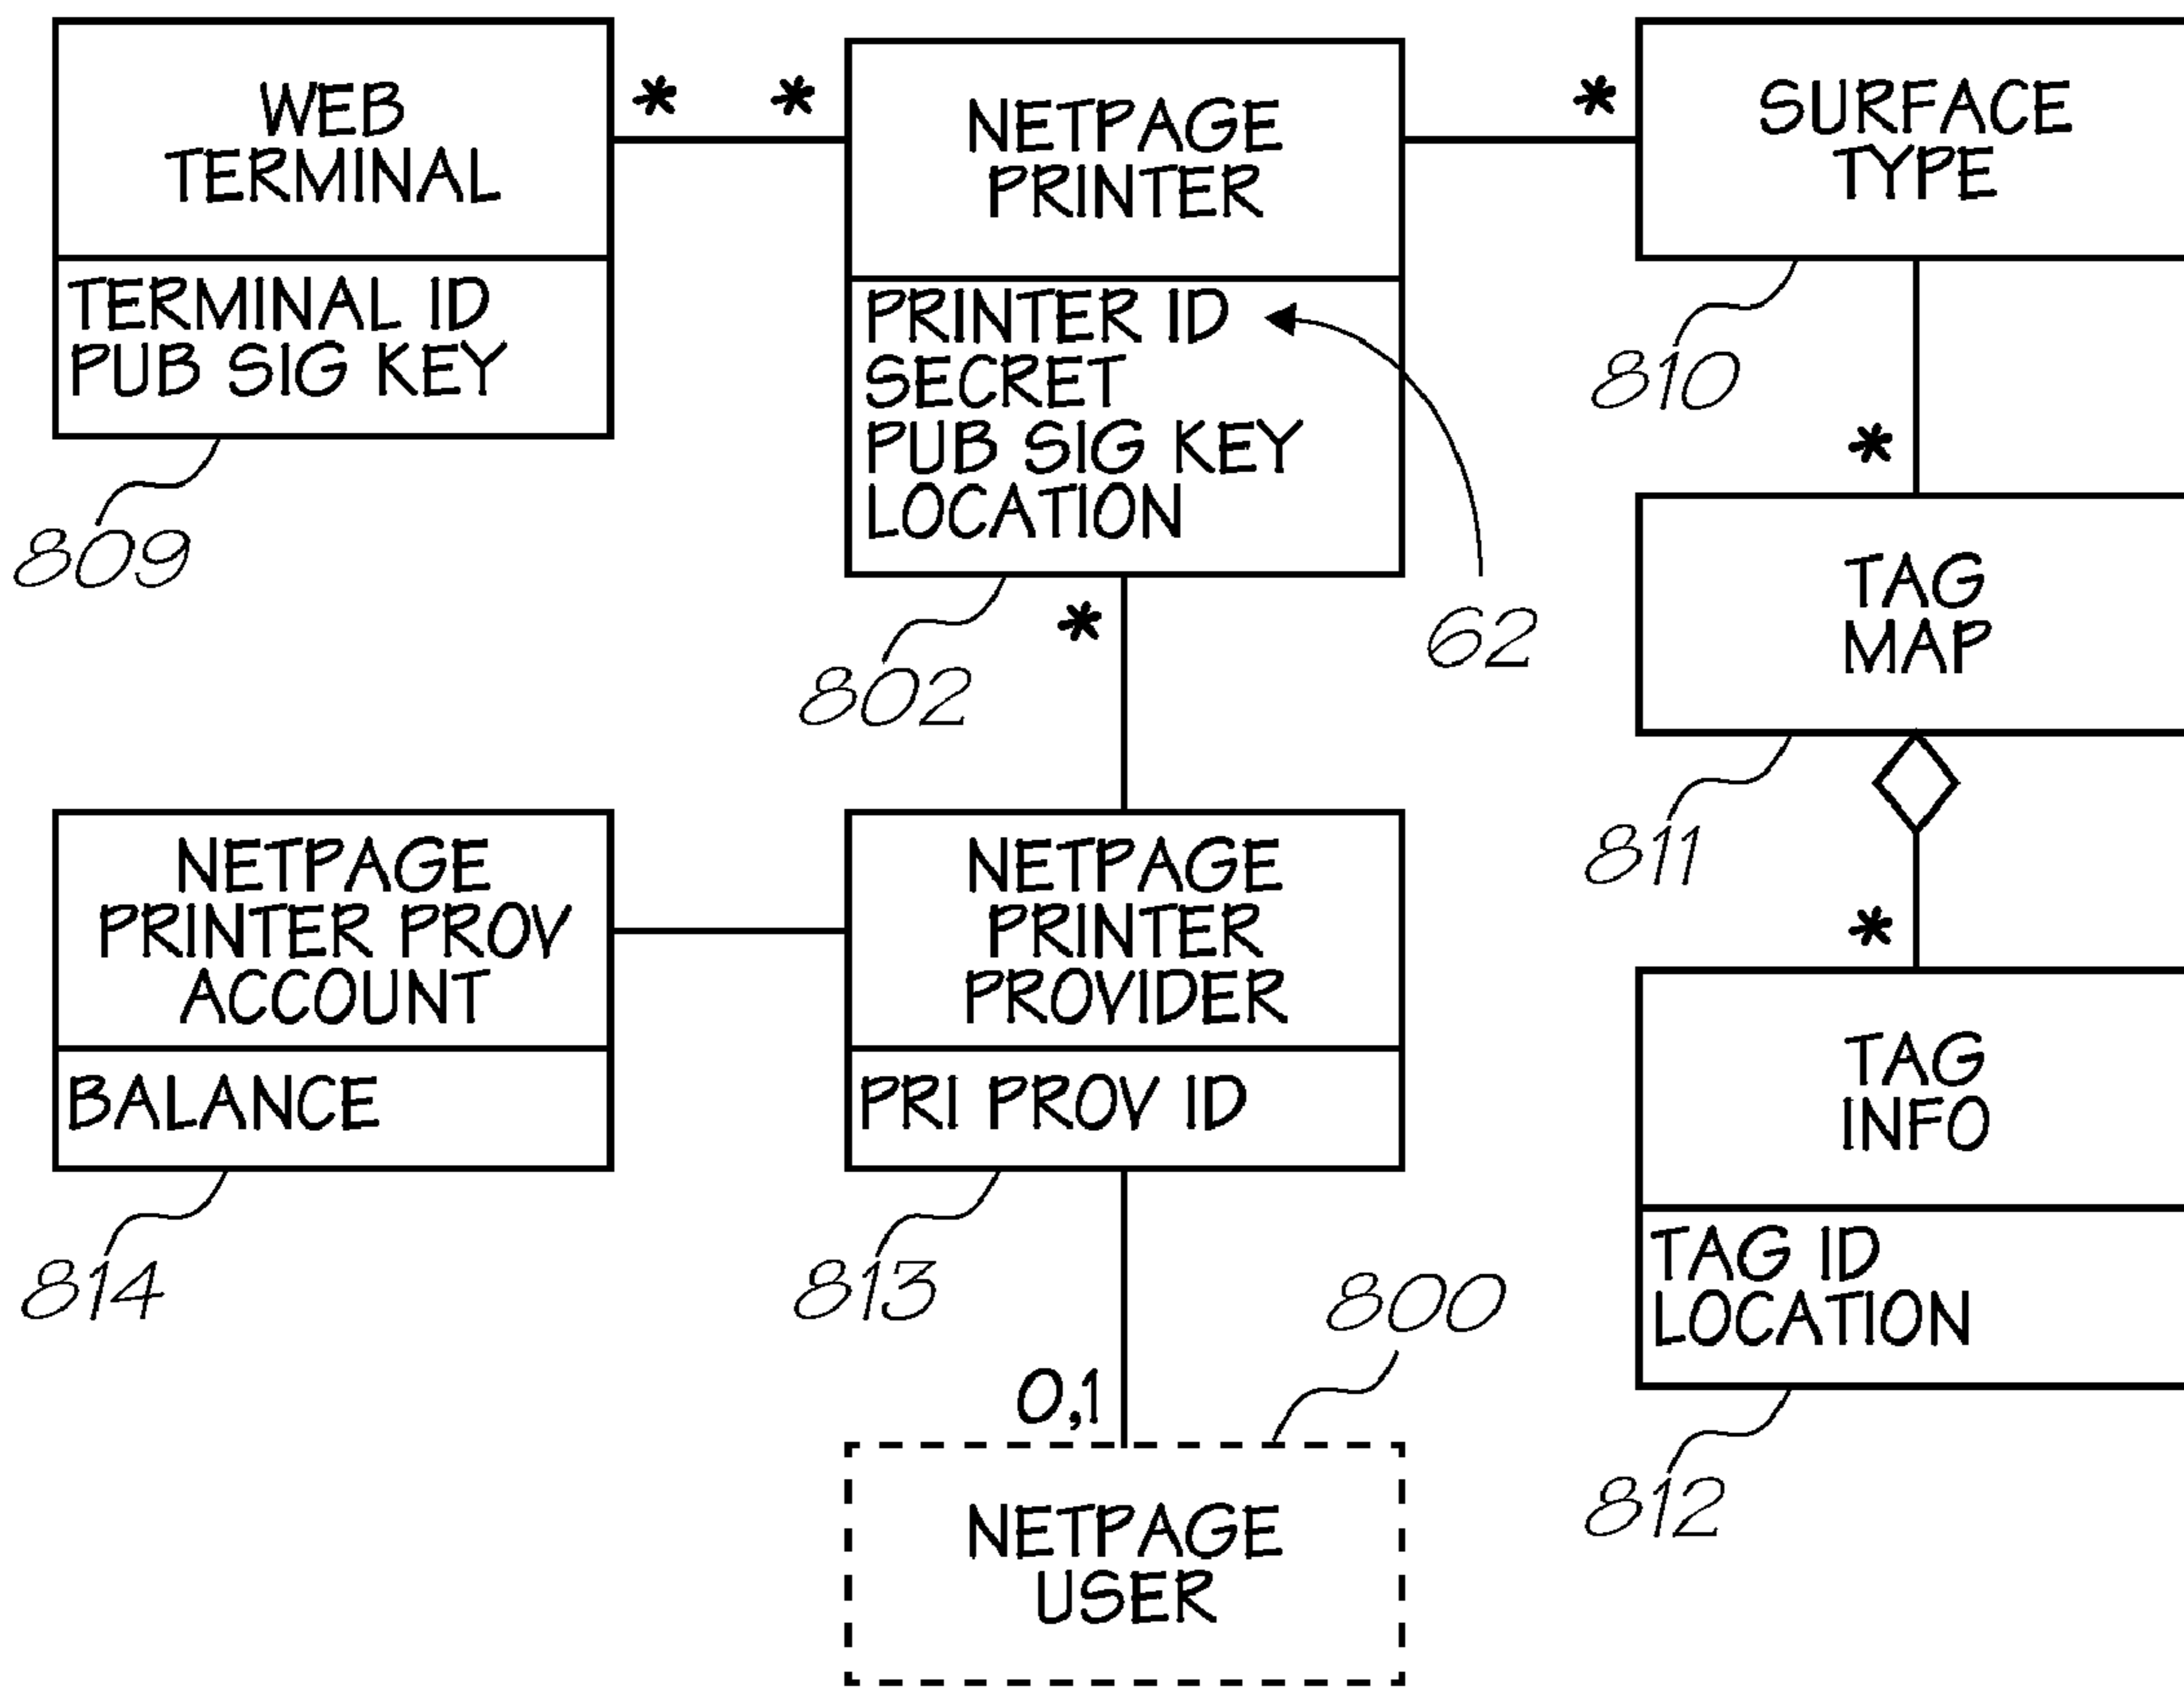 WEB
TERMINAL
TERMINAL ID
PUB SIG KEY
809
*
*
NETPAGE
PRINTER
PRINTER ID
SECRET
PUB SIG KEY
LOCATION
62
802
*
*
SURFACE
TYPE
810
*
TAG
MAP
811
*
NETPAGE
PRINTER PROV
ACCOUNT
BALANCE
814
NETPAGE
PRINTER
PROVIDER
PRI PROV ID
813
0,1
800
NETPAGE
USER
TAG
INFO
TAG ID
LOCATION
812